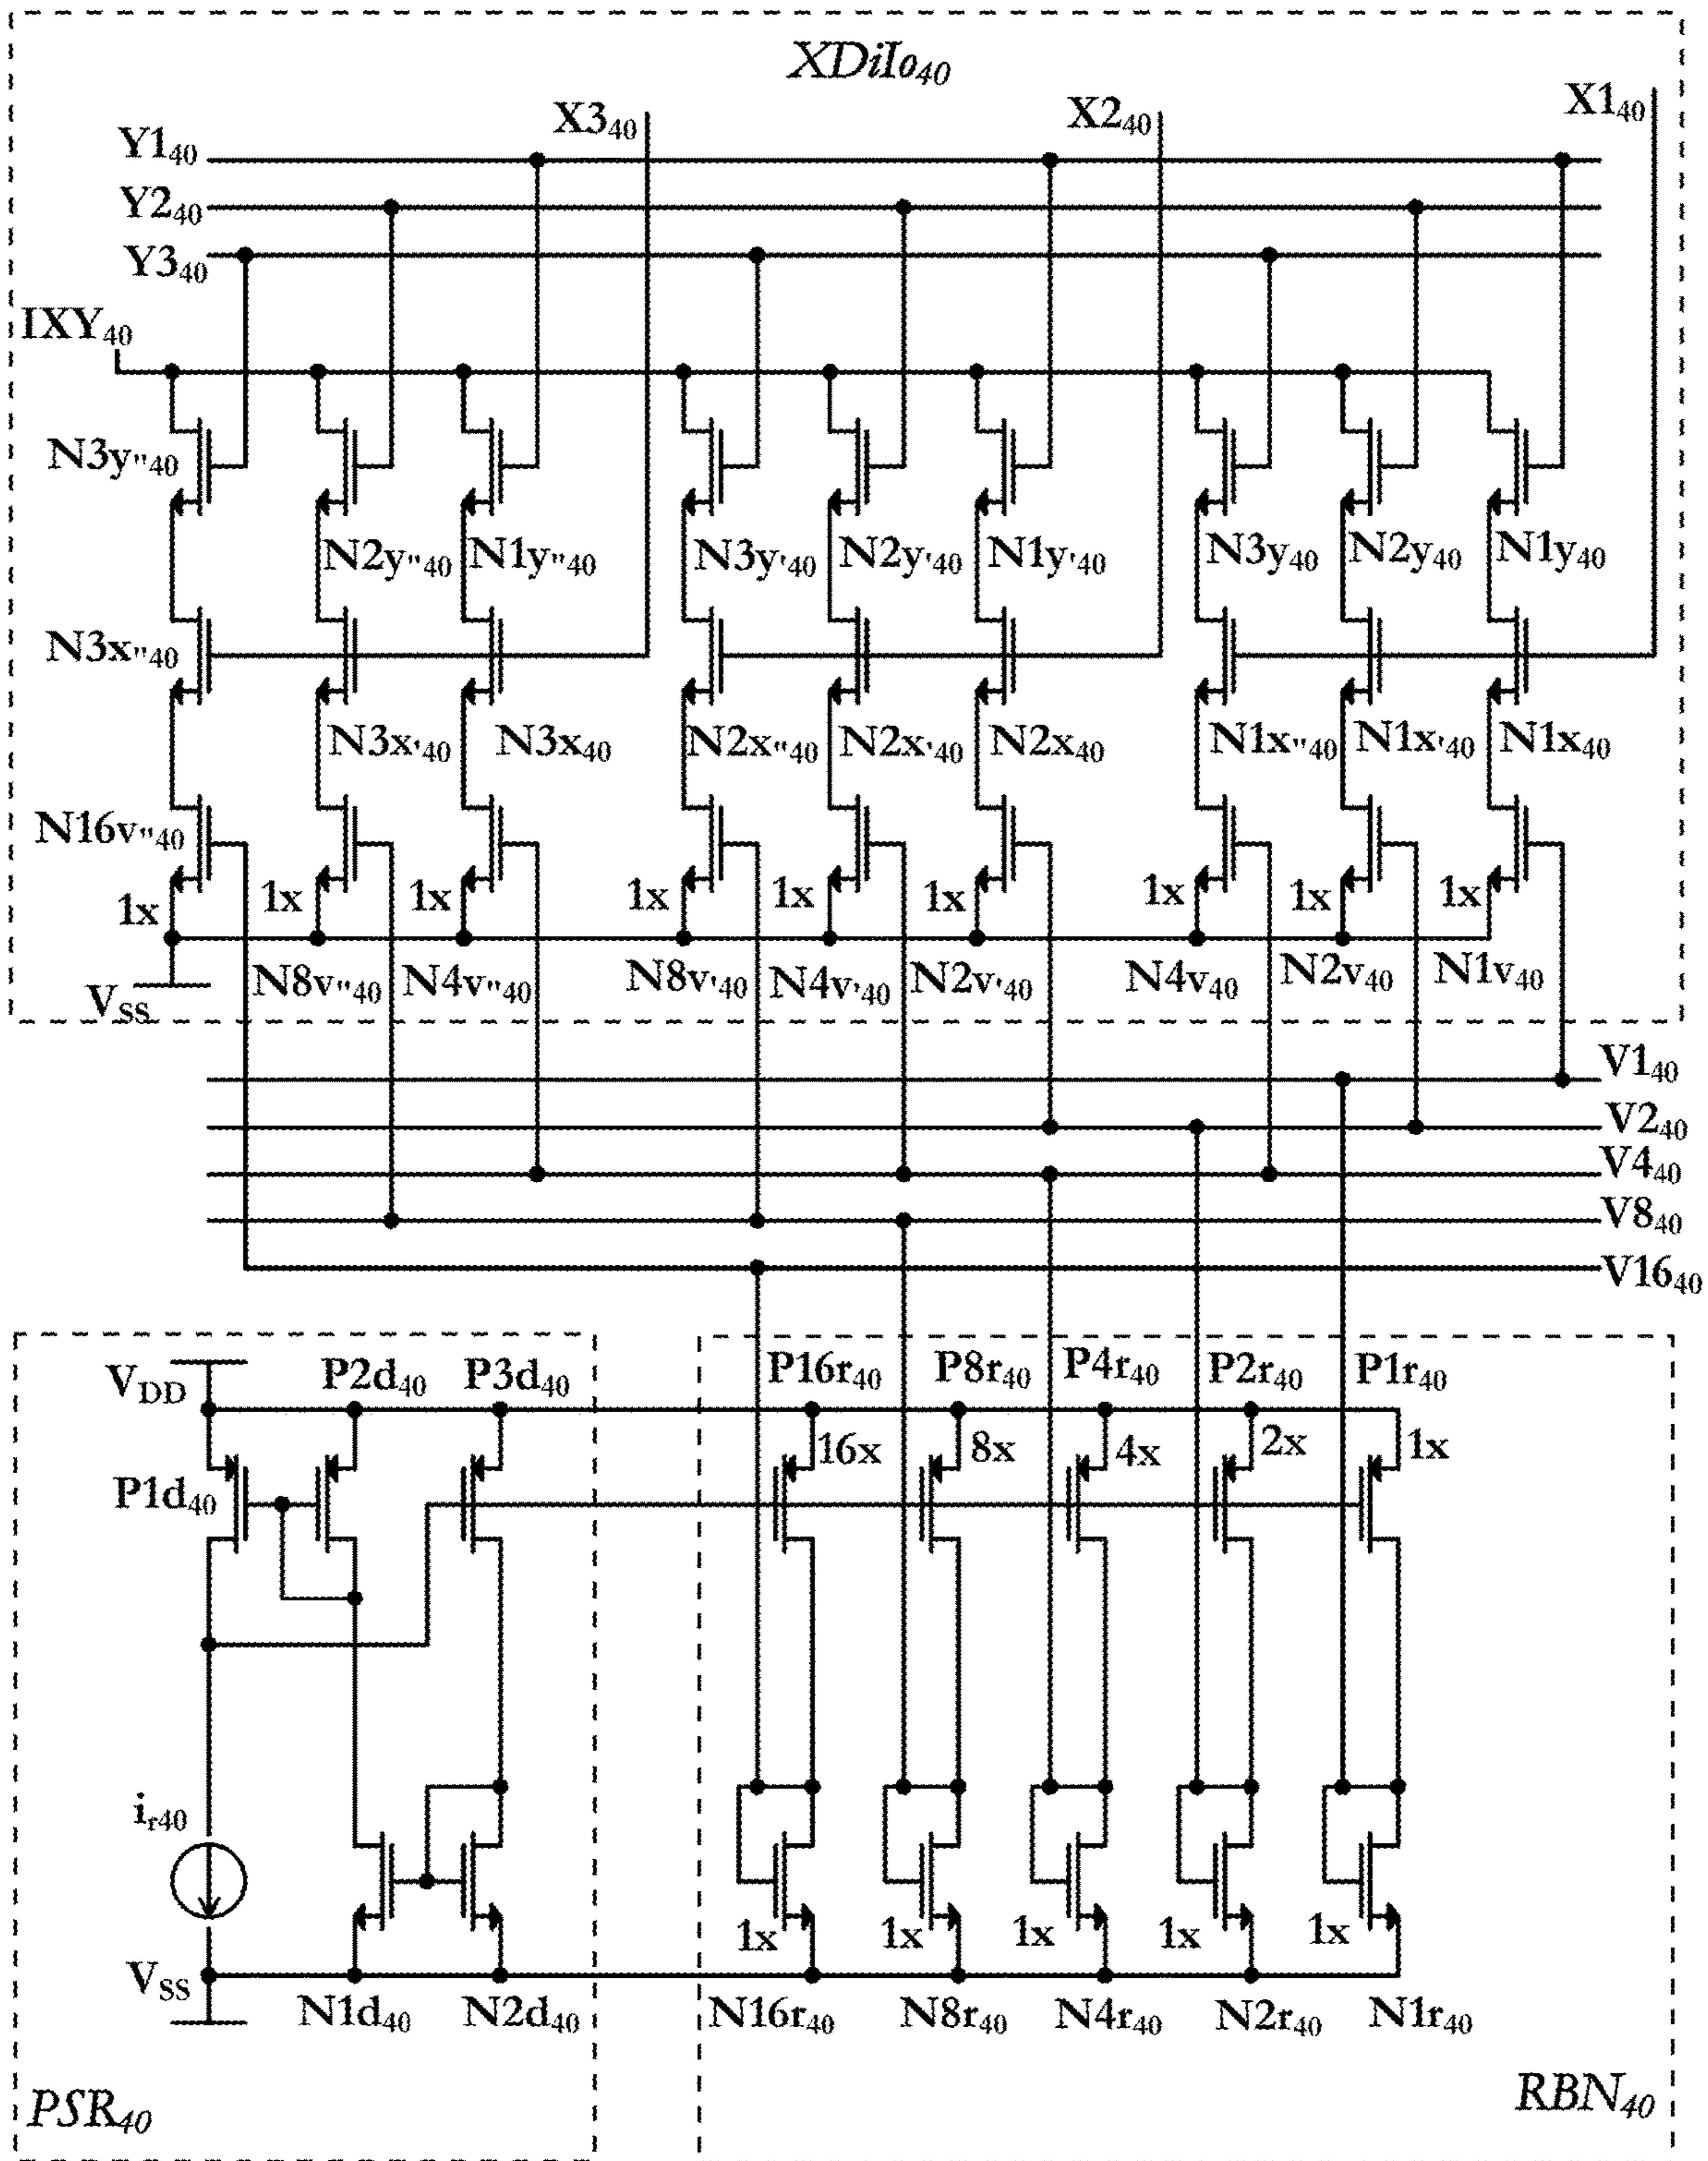 XDiIo40
X340 X240 X140
Y140
Y240
Y340
IXY40
N3y"40
N2y"40 N1y"40 N3y'40 N2y'40 N1y'40 N3y40 N2y40 N1y40
N3x"40
N3x'40 N3x40 N2x"40 N2x'40 N2x40 N1x"40 N1x'40 N1x40
N16v"40
1x 1x 1x 1x 1x 1x 1x 1x 1x
N8v"40 N4v"40 N8v'40 N4v'40 N2v'40 N4v40 N2v40 N1v40
VSS
V140
V240
V440
V840
V1640
VDD P2d40 P3d40 P16r40 P8r40 P4r40 P2r40 P1r40
16x 8x 4x 2x 1x
P1d40
ir40
1x 1x 1x 1x 1x
VSS
N1d40 N2d40 N16r40 N8r40 N4r40 N2r40 N1r40
PSR40 RBN40